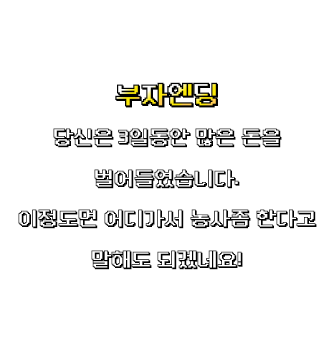 부자엔딩
당신은 3일동안 많은 돈을
벌어들였습니다.
이정도면 어디가서 농사좀 한다고
말해도 되겠네요!